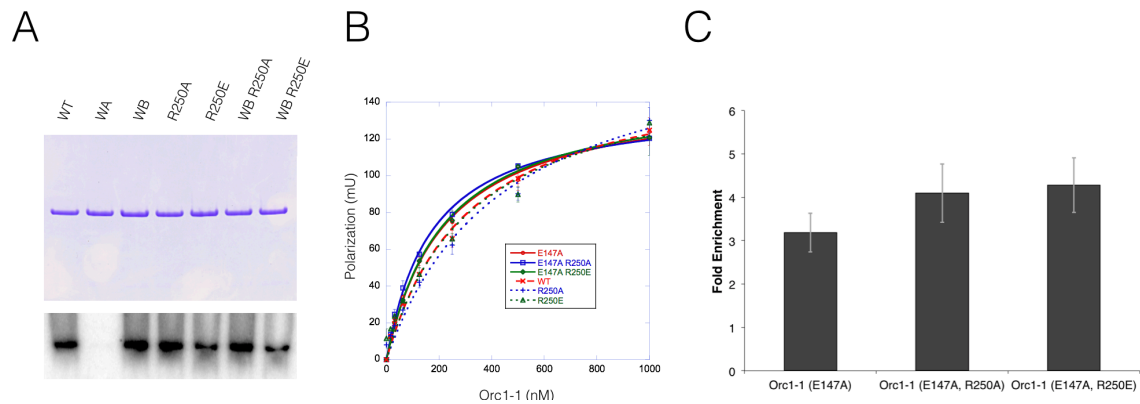 A
WT
WA
WB
R250A
R250E
WB R250A
WB R250E
B
140
120
100
80
60
40
20
0
Polarization (mU)
E147A
E147A R250A
E147A R250E
WT
R250A
R250E
0 200 400 600 800 1000
Orc1-1 (nM)
C
6
5
4
3
2
1
0
Fold Enrichment
Orc1-1 (E147A) Orc1-1 (E147A, R250A) Orc1-1 (E147A, R250E)